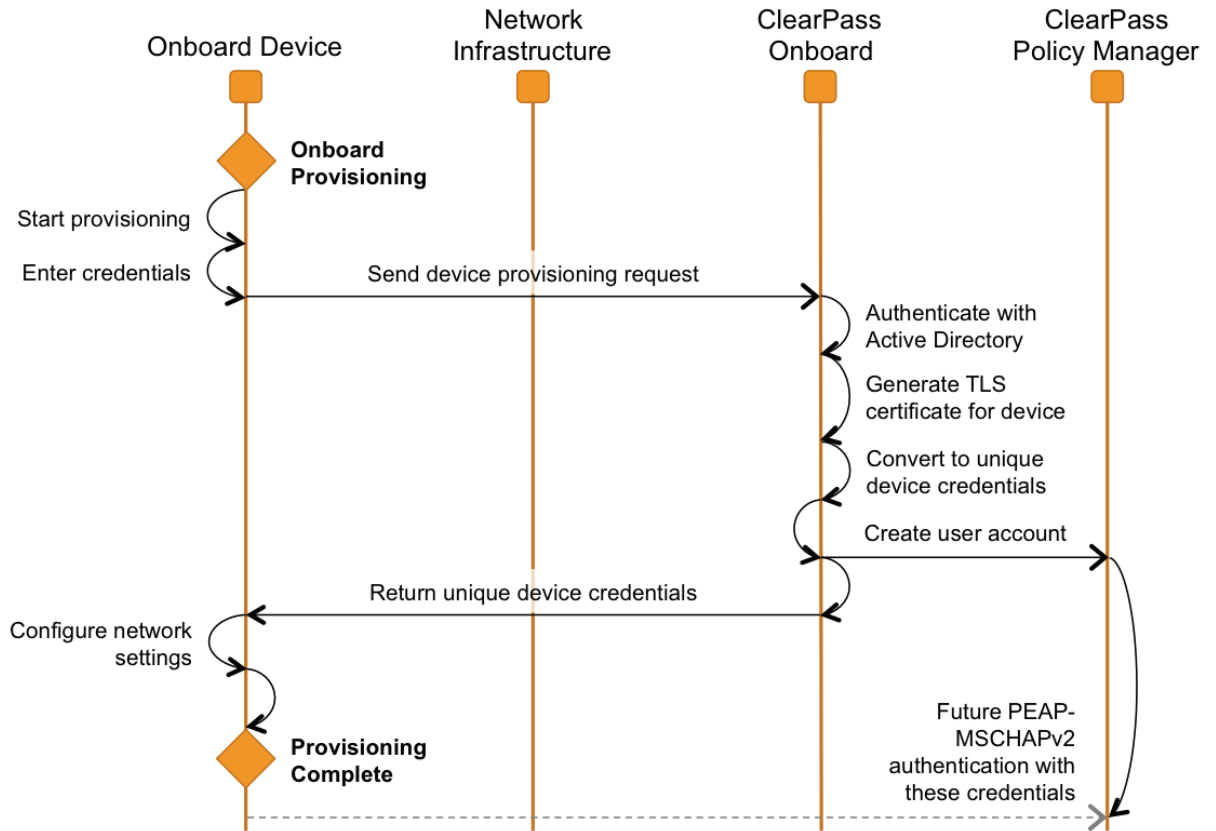 Onboard Device
Network
Infrastructure
ClearPass
Onboard
ClearPass
Policy Manager
Onboard
Provisioning
Start provisioning
Enter credentials
Send device provisioning request
Authenticate with
Active Directory
Generate TLS
certificate for device
Convert to unique
device credentials
Create user account
Return unique device credentials
Configure network
settings
Future PEAP-
MSCHAPv2
authentication with
these credentials
Provisioning
Complete